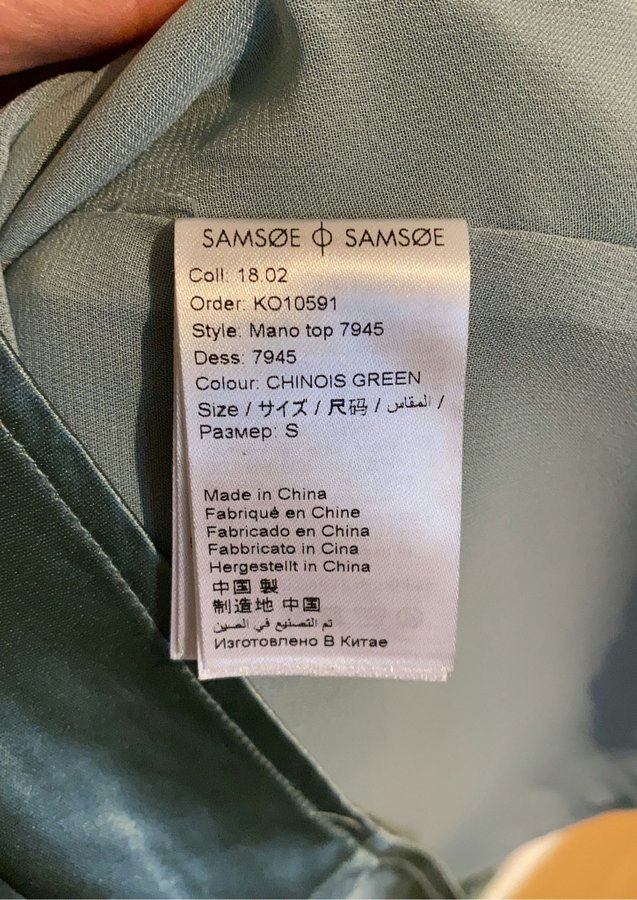 SAMSØE SAMSØE
Coll: 18.02
Order: KO10591
Style: Mano top 7945
Dess: 7945
Colour: CHINOIS GREEN
Size / サイズ / 尺码 / المقاس /
Размер: S
Made in China
Fabriqué en Chine
Fabricado en China
Fabbricato in Cina
Hergestellt in China
中国 製
制造地 中国
تم التصنيع في الصين
Изготовлено В Китае